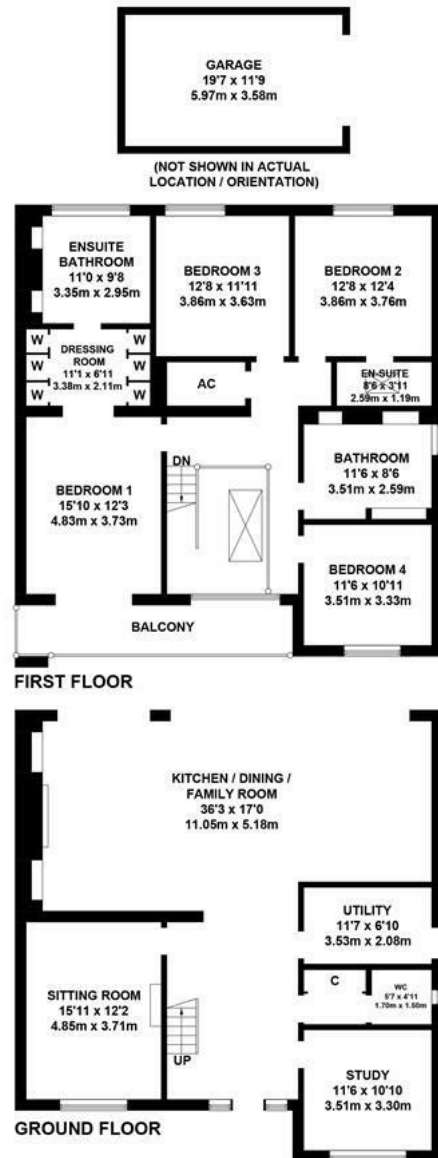 GARAGE
19'7 x 11'9
5.97m x 3.58m
(NOT SHOWN IN ACTUAL
LOCATION / ORIENTATION)
ENSUITE
BATHROOM
11'0 x 9'8
3.35m x 2.95m
BEDROOM 3
12'8 x 11'11
3.86m x 3.63m
BEDROOM 2
12'8 x 12'4
3.86m x 3.76m
W
W
W
DRESSING
ROOM
11'1 x 6'11
3.38m x 2.11m
W
W
W
AC
EN-SUITE
8'6 x 3'11
2.59m x 1.19m
BATHROOM
11'6 x 8'6
3.51m x 2.59m
DN
BEDROOM 1
15'10 x 12'3
4.83m x 3.73m
BEDROOM 4
11'6 x 10'11
3.51m x 3.33m
BALCONY
FIRST FLOOR
KITCHEN / DINING /
FAMILY ROOM
36'3 x 17'0
11.05m x 5.18m
UTILITY
11'7 x 6'10
3.53m x 2.08m
C
WC
5'7 x 4'11
1.70m x 1.50m
SITTING ROOM
15'11 x 12'2
4.85m x 3.71m
UP
STUDY
11'6 x 10'10
3.51m x 3.30m
GROUND FLOOR